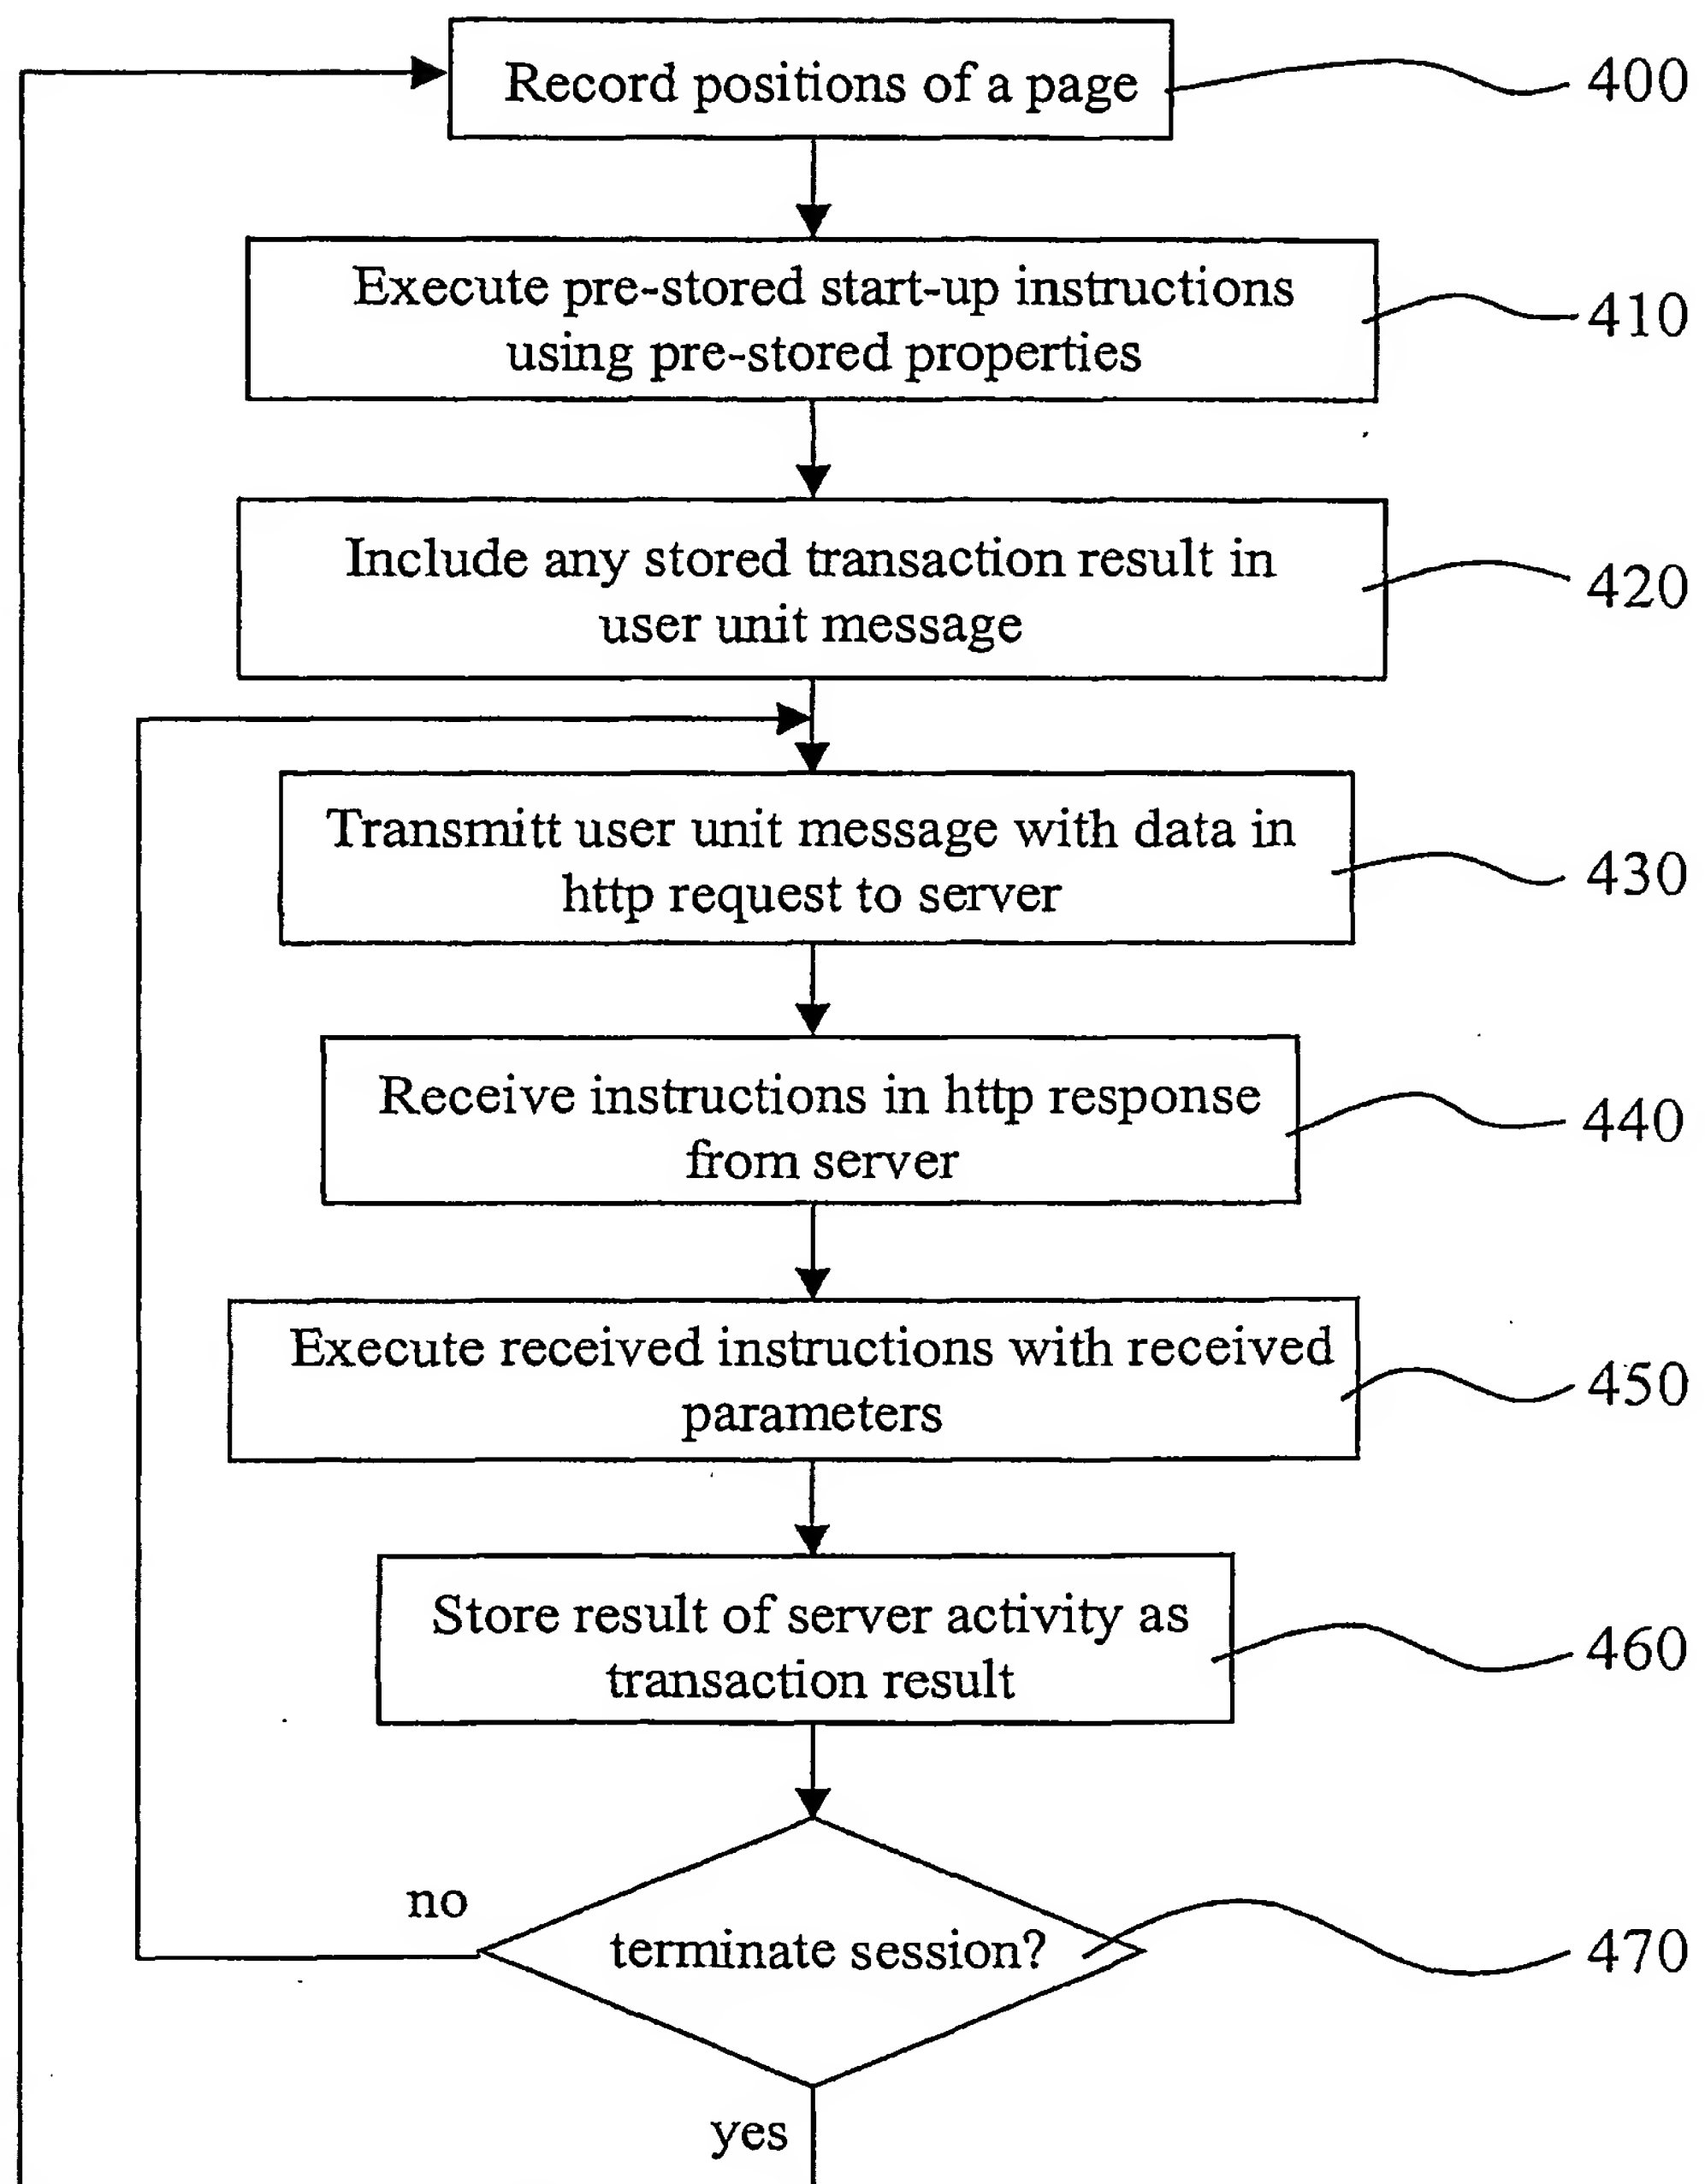 Record positions of a page
400
Execute pre-stored start-up instructions
using pre-stored properties
410
Include any stored transaction result in
user unit message
420
Transmitt user unit message with data in
http request to server
430
Receive instructions in http response
from server
440
Execute received instructions with received
parameters
450
Store result of server activity as
transaction result
460
no
terminate session?
470
yes